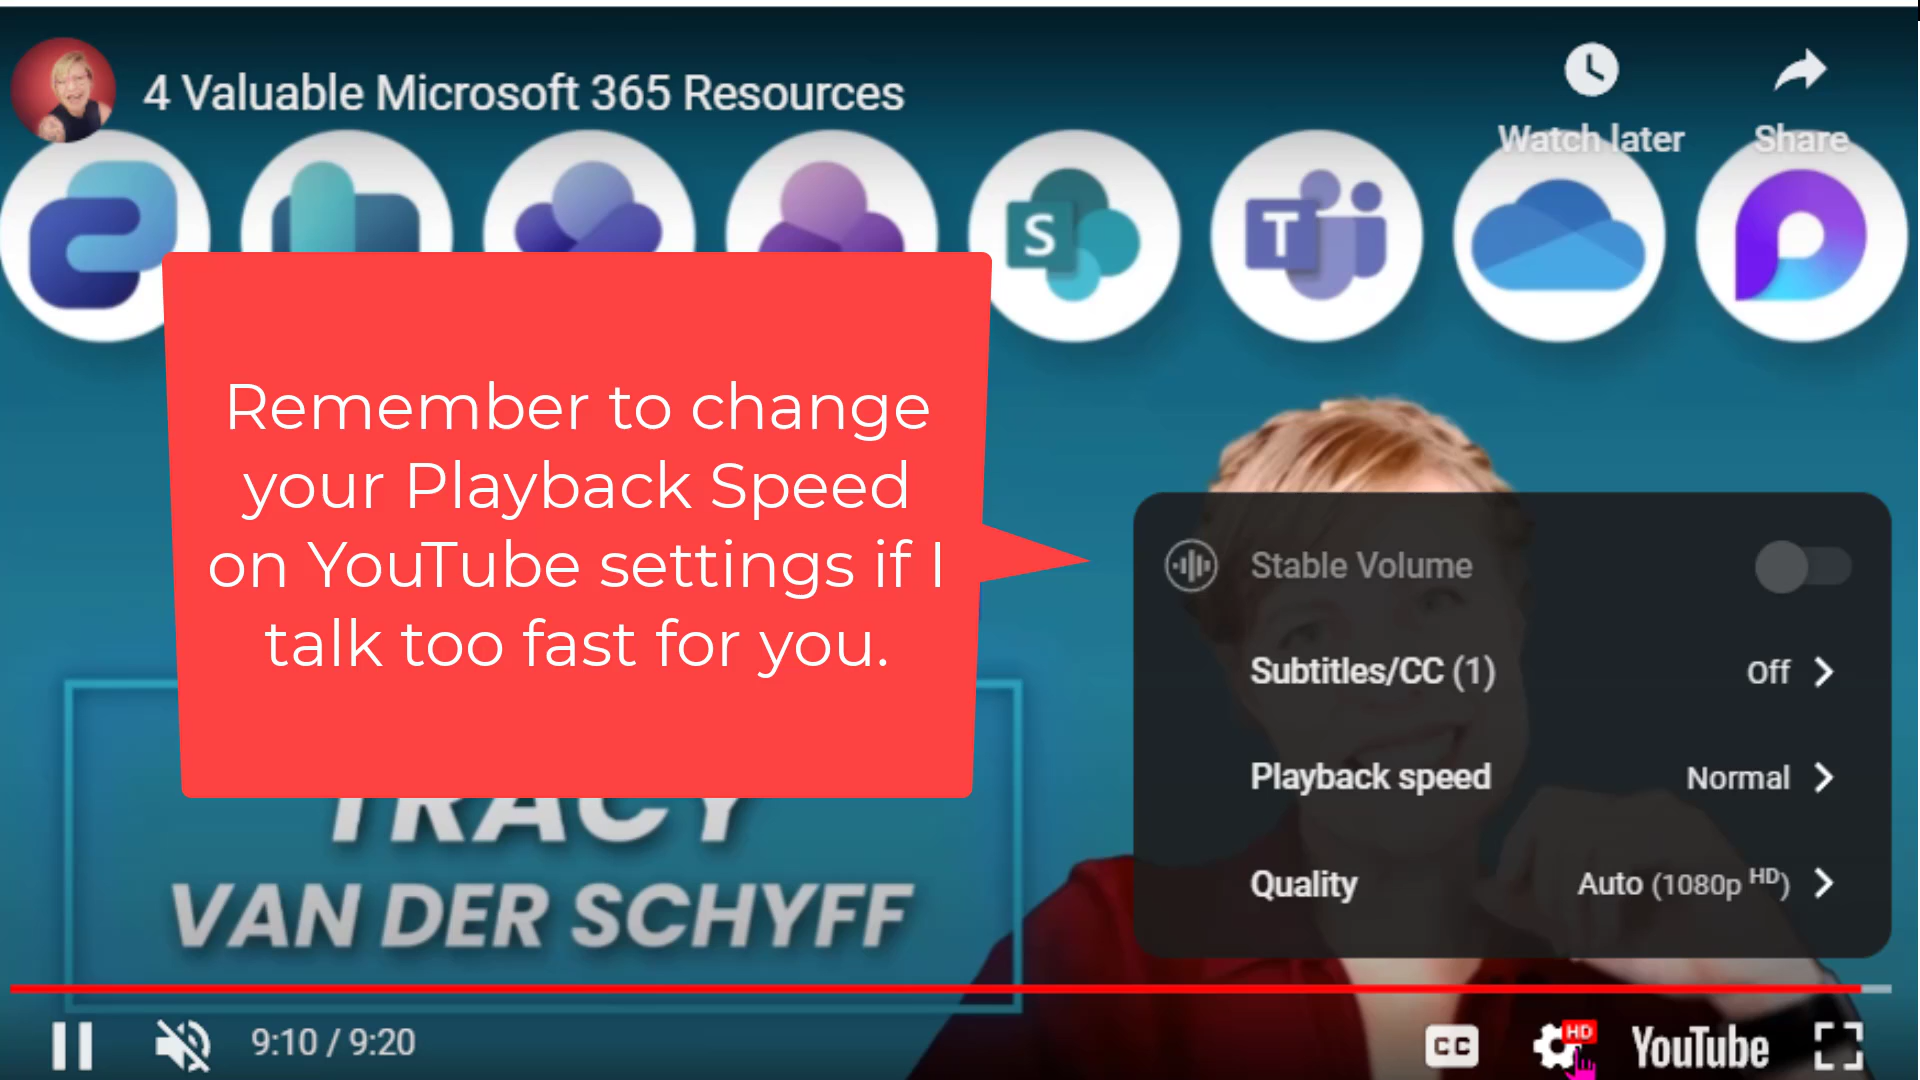 4 Valuable Microsoft 365 Resources
Watch later
Share
S
T
Remember to change
your Playback Speed
on YouTube settings if I
talk too fast for you.
Stable Volume
Subtitles/CC (1) Off
Playback speed Normal
Quality Auto (1080p HD)
TRACY
VAN DER SCHYFF
9:10 / 9:20
CC
HD
YouTube